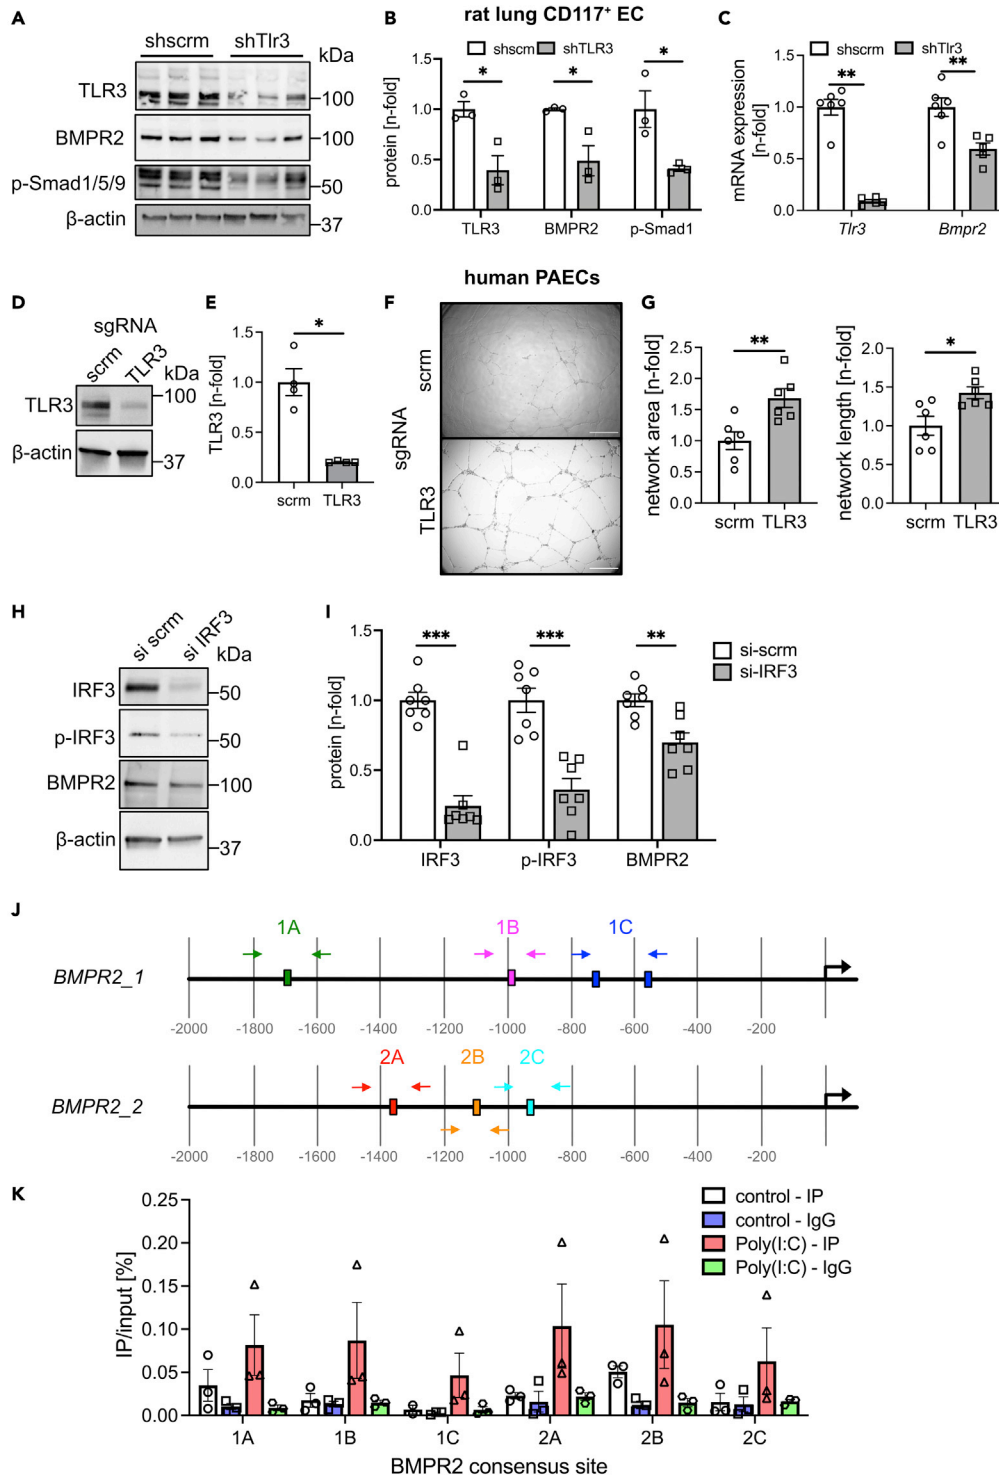 A
shscrm shTlr3
kDa
TLR3
100
BMPR2
100
p-Smad1/5/9
50
β-actin
37
rat lung CD117⁺ EC
B
shscm shTLR3
protein [n-fold]
1.5
1.0
0.5
0.0
* * *
TLR3 BMPR2 p-Smad1
C
shscrm shTlr3
mRNA expression
[n-fold]
1.5
1.0
0.5
0.0
** **
Tlr3 Bmpr2
human PAECs
D
sgRNA
scrm TLR3
kDa
TLR3
100
β-actin
37
E
TLR3 [n-fold]
1.5
1.0
0.5
0.0
*
scrm TLR3
F
sgRNA
scrm
TLR3
G
network area [n-fold]
2.5
2.0
1.5
1.0
0.5
0.0
**
scrm TLR3
network length [n-fold]
2.0
1.5
1.0
0.5
0.0
*
scrm TLR3
H
si scrm si IRF3
kDa
IRF3
50
p-IRF3
50
BMPR2
100
β-actin
37
I
protein [n-fold]
1.5
1.0
0.5
0.0
*** *** **
si-scrm
si-IRF3
IRF3 p-IRF3 BMPR2
J
1A 1B 1C
BMPR2_1
-2000 -1800 -1600 -1400 -1200 -1000 -800 -600 -400 -200
2A 2B 2C
BMPR2_2
-2000 -1800 -1600 -1400 -1200 -1000 -800 -600 -400 -200
K
IP/input [%]
0.25
0.20
0.15
0.10
0.05
0.00
control - IP
control - IgG
Poly(I:C) - IP
Poly(I:C) - IgG
1A 1B 1C 2A 2B 2C
BMPR2 consensus site